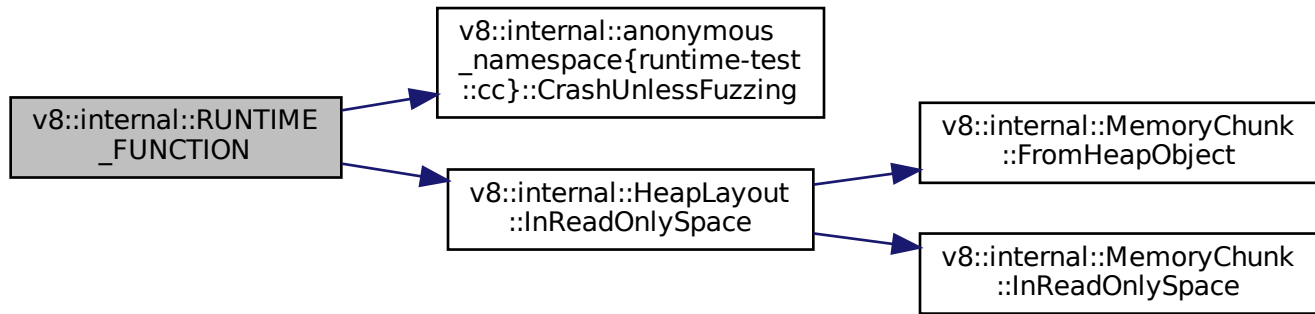 v8::internal::RUNTIME
_FUNCTION
v8::internal::anonymous
_namespace{runtime-test
::cc}::CrashUnlessFuzzing
v8::internal::HeapLayout
::InReadOnlySpace
v8::internal::MemoryChunk
::FromHeapObject
v8::internal::MemoryChunk
::InReadOnlySpace